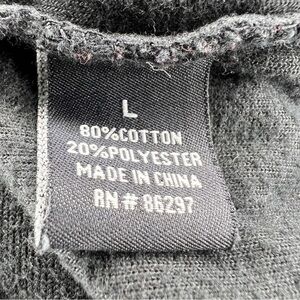 L
80%COTTON
20%POLYESTER
MADE IN CHINA
RN # 86297